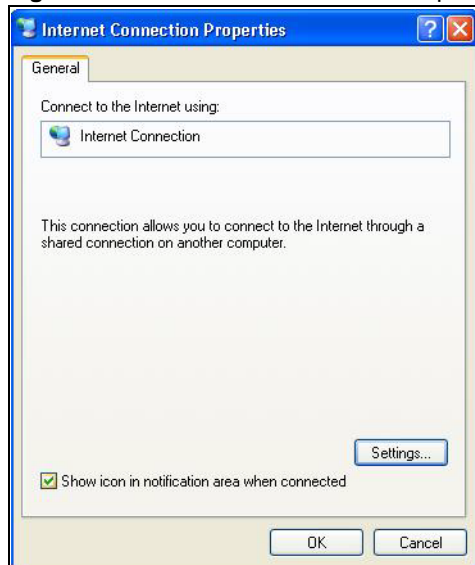 Internet Connection Properties
General
Connect to the Internet using:
Internet Connection
This connection allows you to connect to the Internet through a
shared connection on another computer.
Settings...
Show icon in notification area when connected
OK
Cancel